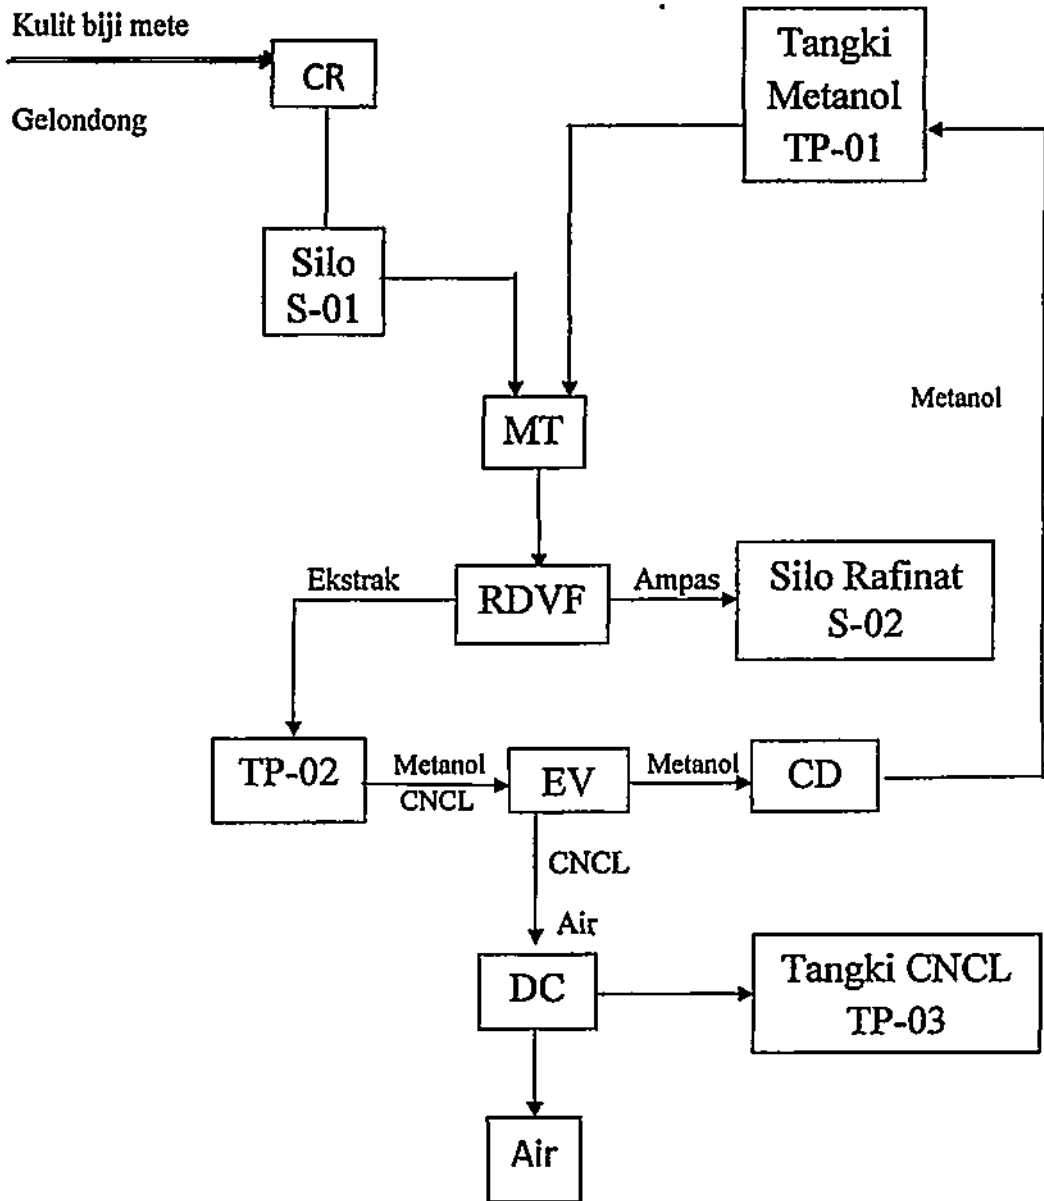 Kulit biji mete
Gelondong
CR
Tangki
Metanol
TP-01
Silo
S-01
MT
Metanol
Ekstrak
RDVF
Ampas
Silo Rafinat
S-02
TP-02
Metanol
CNCL
EV
Metanol
CD
CNCL
Air
DC
Tangki CNCL
TP-03
Air